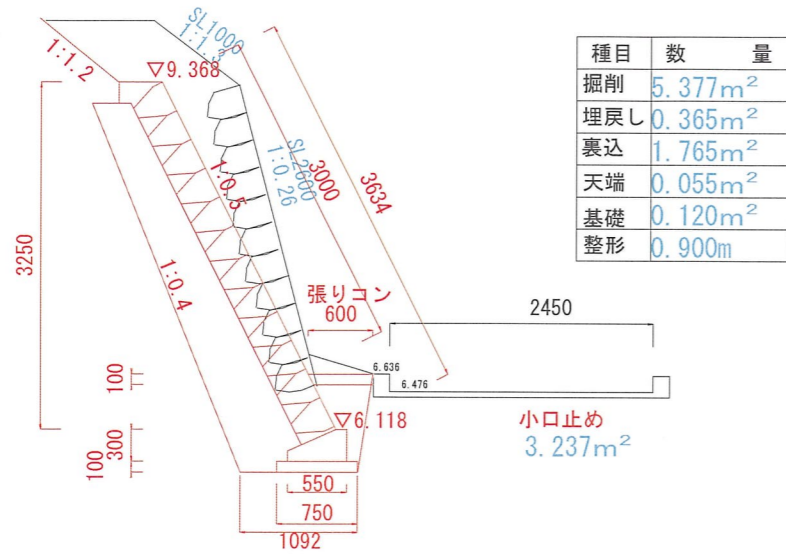 SL1000
1:1.3
1:1.2
▽9.368
SL2600
1:0.26
3000
3634
1:0.5
3250
1:0.4
張りコン
600
2450
6.636
6.476
100
▽6.118
小口止め
3.237m²
300
100
550
750
1092
種目 数 量
掘削 5.377m²
埋戻し 0.365m²
裏込 1.765m²
天端 0.055m²
基礎 0.120m²
整形 0.900m